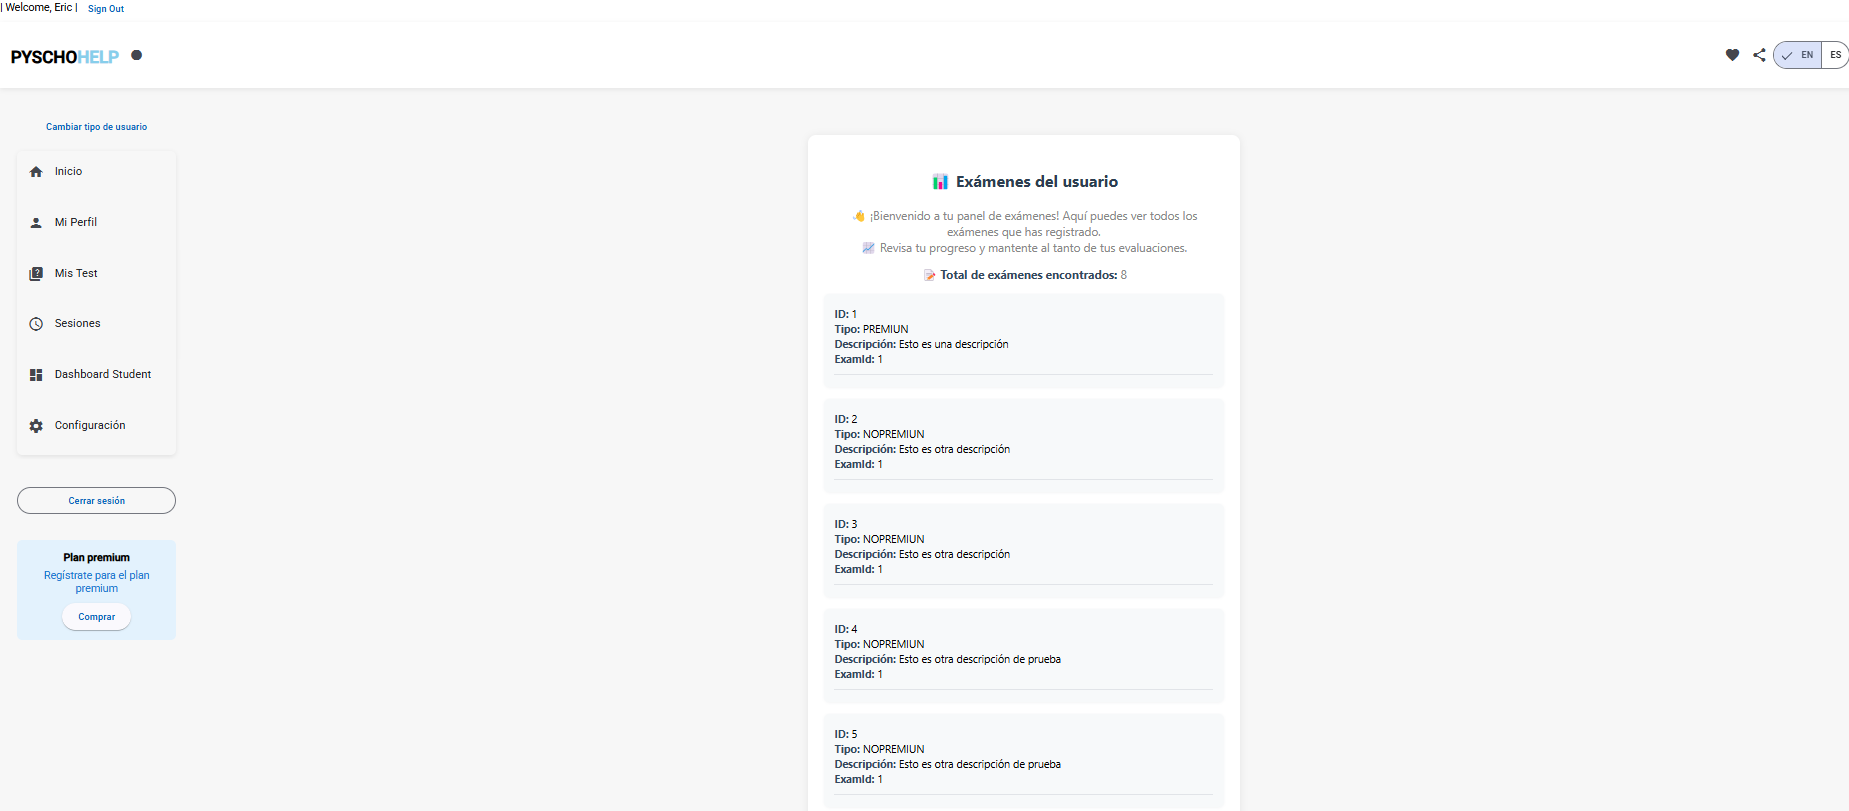 | Welcome, Eric | Sign Out
PYSCHOHELP
EN ES
Cambiar tipo de usuario
Inicio
Mi Perfil
Mis Test
Sesiones
Dashboard Student
Configuración
Cerrar sesión
Plan premium
Regístrate para el plan
premium
Comprar
Exámenes del usuario
¡Bienvenido a tu panel de exámenes! Aquí puedes ver todos los
exámenes que has registrado.
Revisa tu progreso y mantente al tanto de tus evaluaciones.
Total de exámenes encontrados: 8
ID: 1
Tipo: PREMIUN
Descripción: Esto es una descripción
ExamId: 1
ID: 2
Tipo: NOPREMIUN
Descripción: Esto es otra descripción
ExamId: 1
ID: 3
Tipo: NOPREMIUN
Descripción: Esto es otra descripción
ExamId: 1
ID: 4
Tipo: NOPREMIUN
Descripción: Esto es otra descripción de prueba
ExamId: 1
ID: 5
Tipo: NOPREMIUN
Descripción: Esto es otra descripción de prueba
ExamId: 1